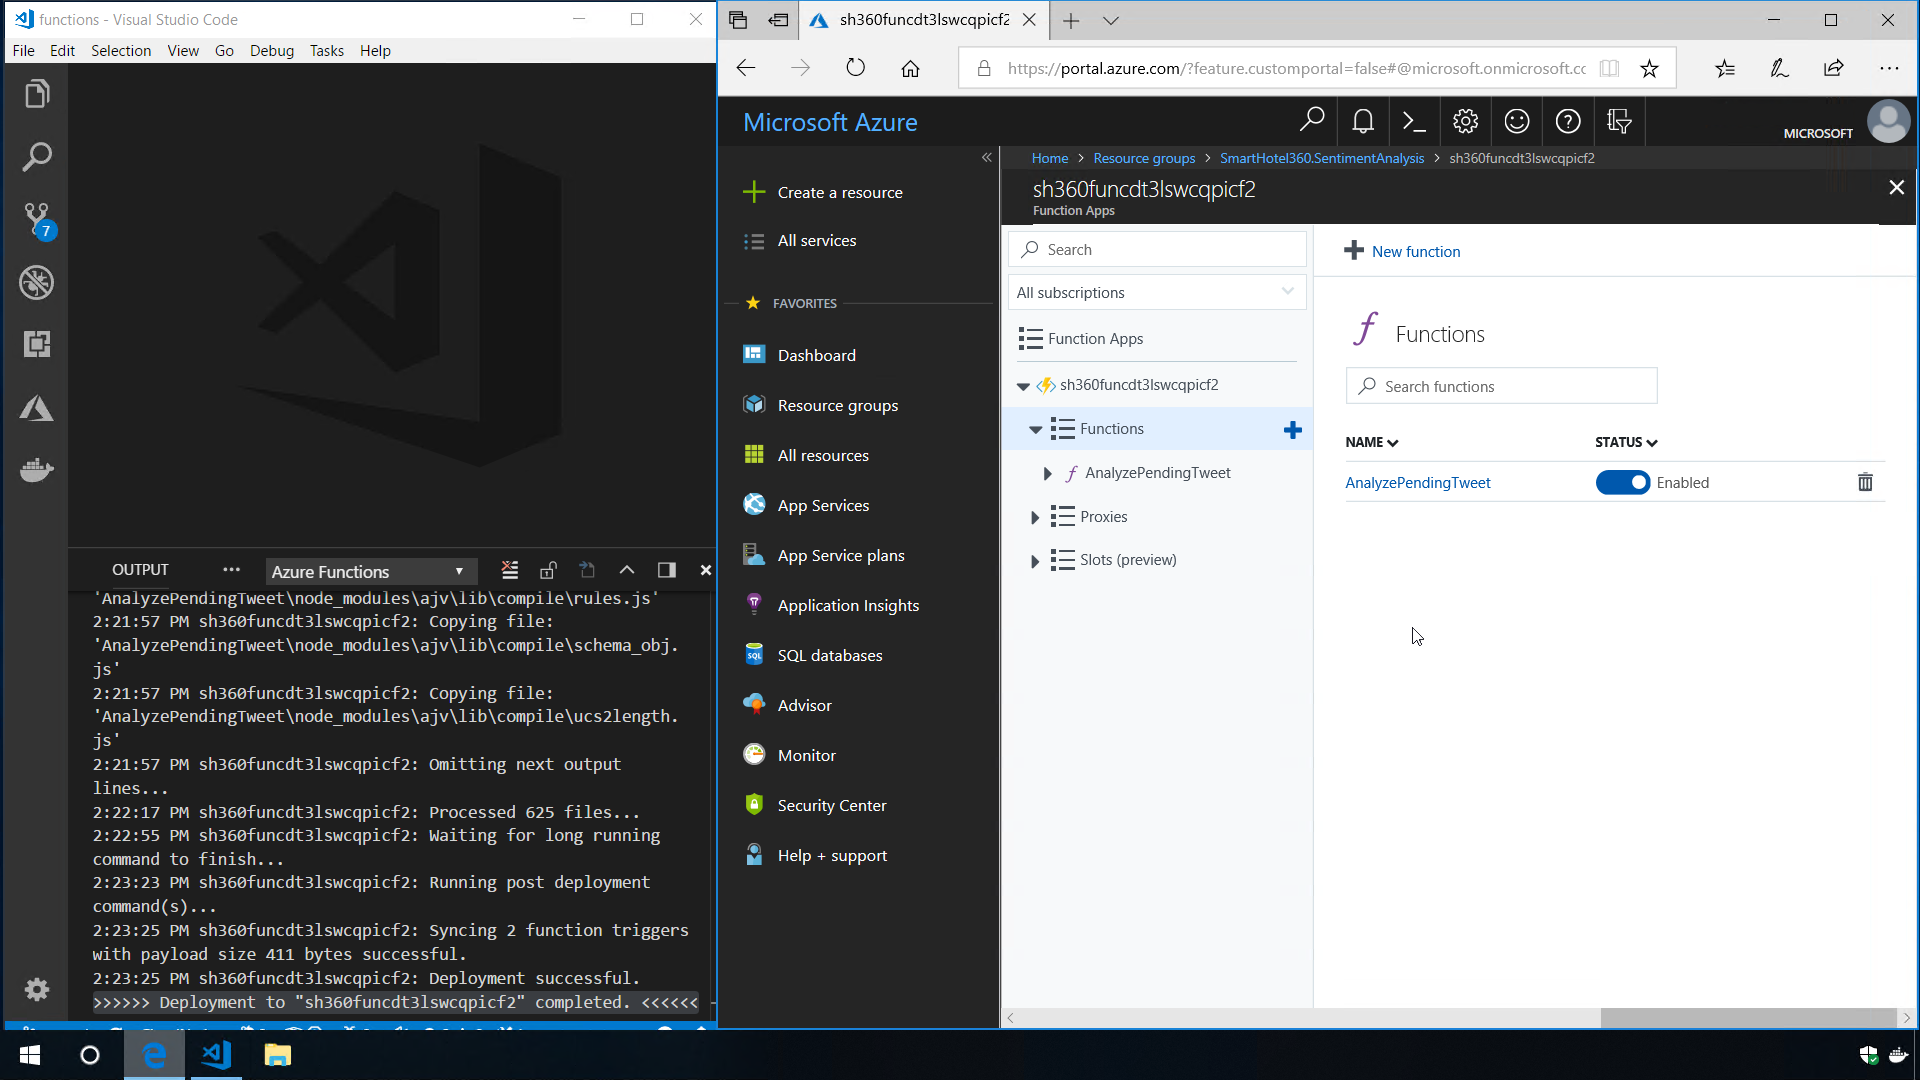 functions - Visual Studio Code
File Edit Selection View Go Debug Tasks Help
7
OUTPUT ... Azure Functions
'AnalyzePendingTweet\node_modules\ajv\lib\compile\rules.js'
2:21:57 PM sh360funcdt3lswcqpicf2: Copying file:
'AnalyzePendingTweet\node_modules\ajv\lib\compile\schema_obj.
js'
2:21:57 PM sh360funcdt3lswcqpicf2: Copying file:
'AnalyzePendingTweet\node_modules\ajv\lib\compile\ucs2length.
js'
2:21:57 PM sh360funcdt3lswcqpicf2: Omitting next output
lines...
2:22:17 PM sh360funcdt3lswcqpicf2: Processed 625 files...
2:22:55 PM sh360funcdt3lswcqpicf2: Waiting for long running
command to finish...
2:23:23 PM sh360funcdt3lswcqpicf2: Running post deployment
command(s)...
2:23:25 PM sh360funcdt3lswcqpicf2: Syncing 2 function triggers
with payload size 411 bytes successful.
2:23:25 PM sh360funcdt3lswcqpicf2: Deployment successful.
>>>>>> Deployment to "sh360funcdt3lswcqpicf2" completed. <<<<<<
sh360funcdt3lswcqpicf2
https://portal.azure.com/?feature.customportal=false#@microsoft.onmicrosoft.cc
Microsoft Azure
MICROSOFT
Create a resource
All services
FAVORITES
Dashboard
Resource groups
All resources
App Services
App Service plans
Application Insights
SQL databases
Advisor
Monitor
Security Center
Help + support
Home > Resource groups > SmartHotel360.SentimentAnalysis > sh360funcdt3lswcqpicf2
sh360funcdt3lswcqpicf2
Function Apps
Search
All subscriptions
Function Apps
sh360funcdt3lswcqpicf2
Functions
AnalyzePendingTweet
Proxies
Slots (preview)
New function
Functions
Search functions
NAME STATUS
AnalyzePendingTweet Enabled